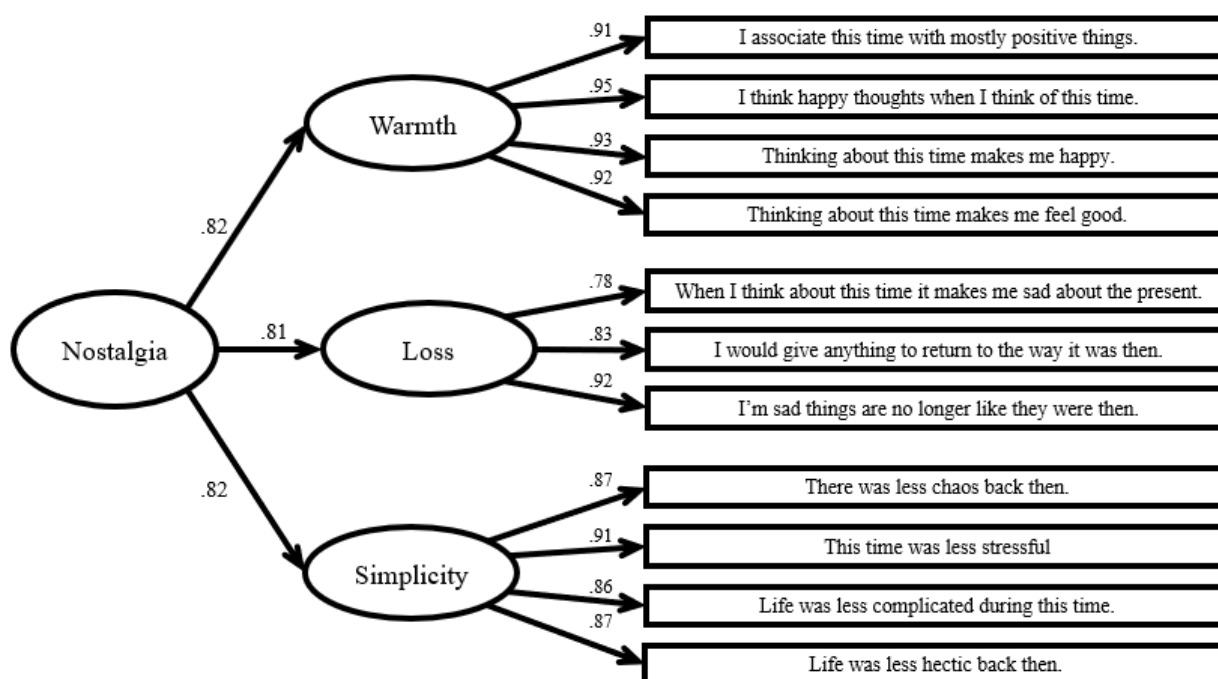 .91
I associate this time with mostly positive things.
.95
I think happy thoughts when I think of this time.
Warmth
.93
Thinking about this time makes me happy.
.92
Thinking about this time makes me feel good.
.82
.78
When I think about this time it makes me sad about the present.
Nostalgia
.81
Loss
.83
I would give anything to return to the way it was then.
.92
I'm sad things are no longer like they were then.
.82
.87
There was less chaos back then.
.91
This time was less stressful
Simplicity
.86
Life was less complicated during this time.
.87
Life was less hectic back then.